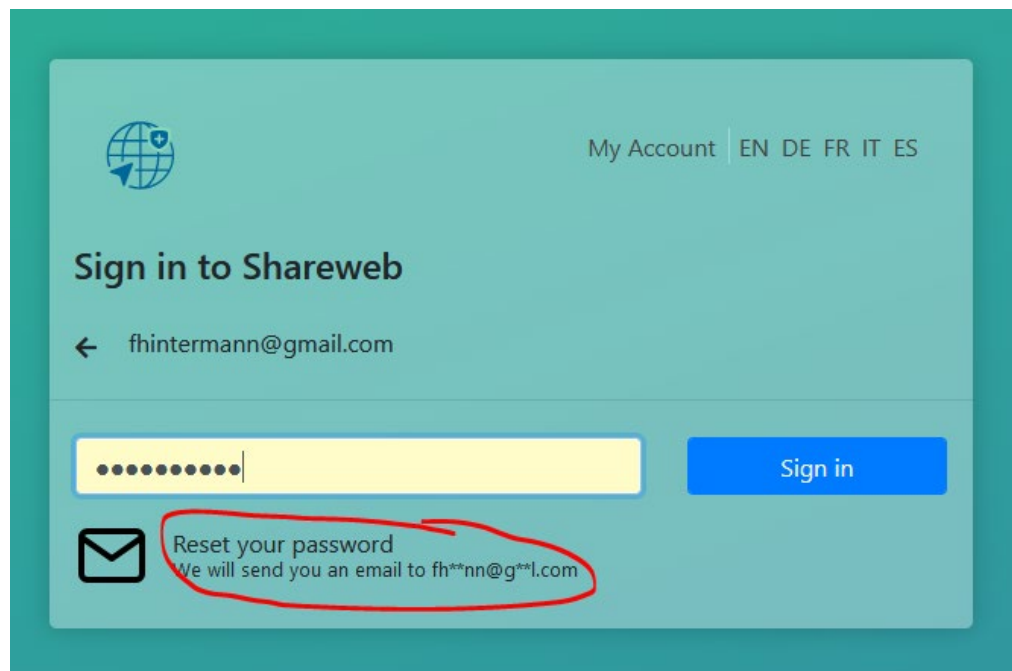 My Account EN DE FR IT ES
Sign in to Shareweb
fhintermann@gmail.com
Sign in
Reset your password
We will send you an email to fh**nn@g**l.com